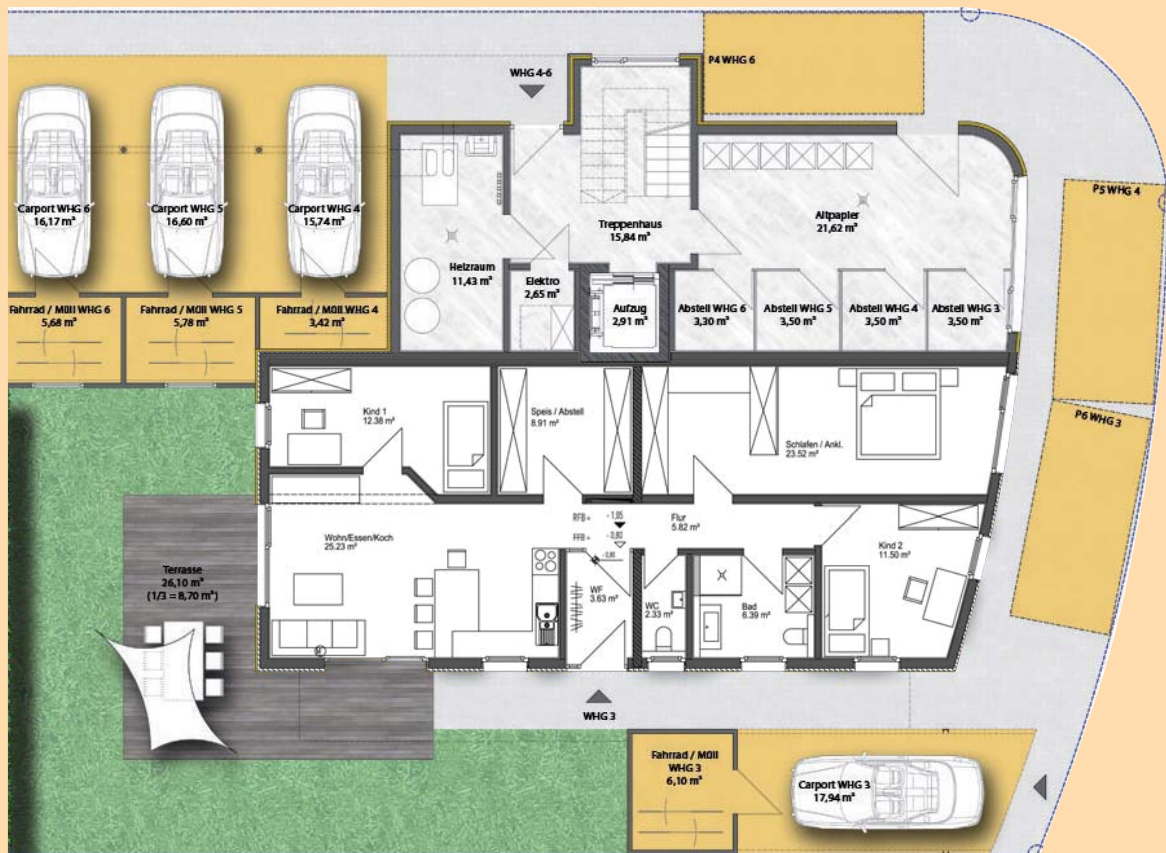 P4 WHG 6
WHG 4-6
P5 WHG 4
Carport WHG 6
16,17 m²
Carport WHG 5
16,60 m²
Carport WHG 4
15,74 m²
Treppenhaus
15,84 m²
Altpapier
21,62 m²
Heizraum
11,43 m²
Elektro
2,65 m²
Aufzug
2,91 m²
Abstell WHG 6
3,30 m²
Abstell WHG 5
3,50 m²
Abstell WHG 4
3,50 m²
Abstell WHG 3
3,50 m²
Fahrrad / Müll WHG 6
5,68 m²
Fahrrad / Müll WHG 5
5,78 m²
Fahrrad / Müll WHG 4
3,42 m²
Kind 1
12.38 m²
Speis / Abstell
8.91 m²
Schlafen / Ankl.
23.52 m²
P6 WHG 3
RFB=
- 1,05
FFB=
- 0,80
Flur
5.82 m²
Wohn/Essen/Koch
25.23 m²
Kind 2
11.50 m²
Terrasse
26,10 m²
(1/3 = 8,70 m²)
WF
3.63 m²
WC
2.33 m²
Bad
6.39 m²
WHG 3
Fahrrad / Müll
WHG 3
6,10 m²
Carport WHG 3
17,94 m²